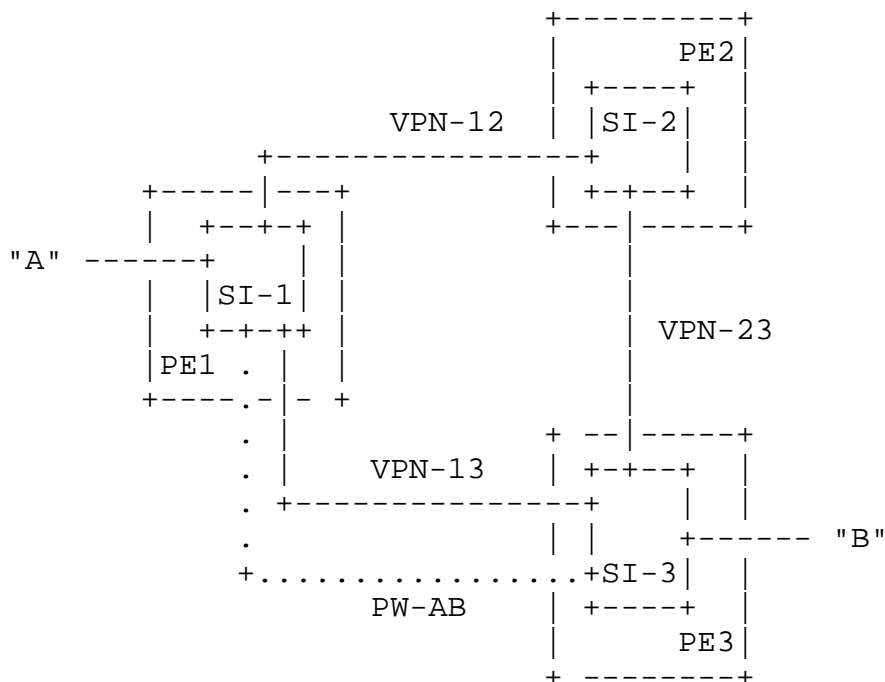 PE2
VPN-12
SI-2
"A"
SI-1
VPN-23
PE1
VPN-13
"B"
SI-3
PW-AB
PE3